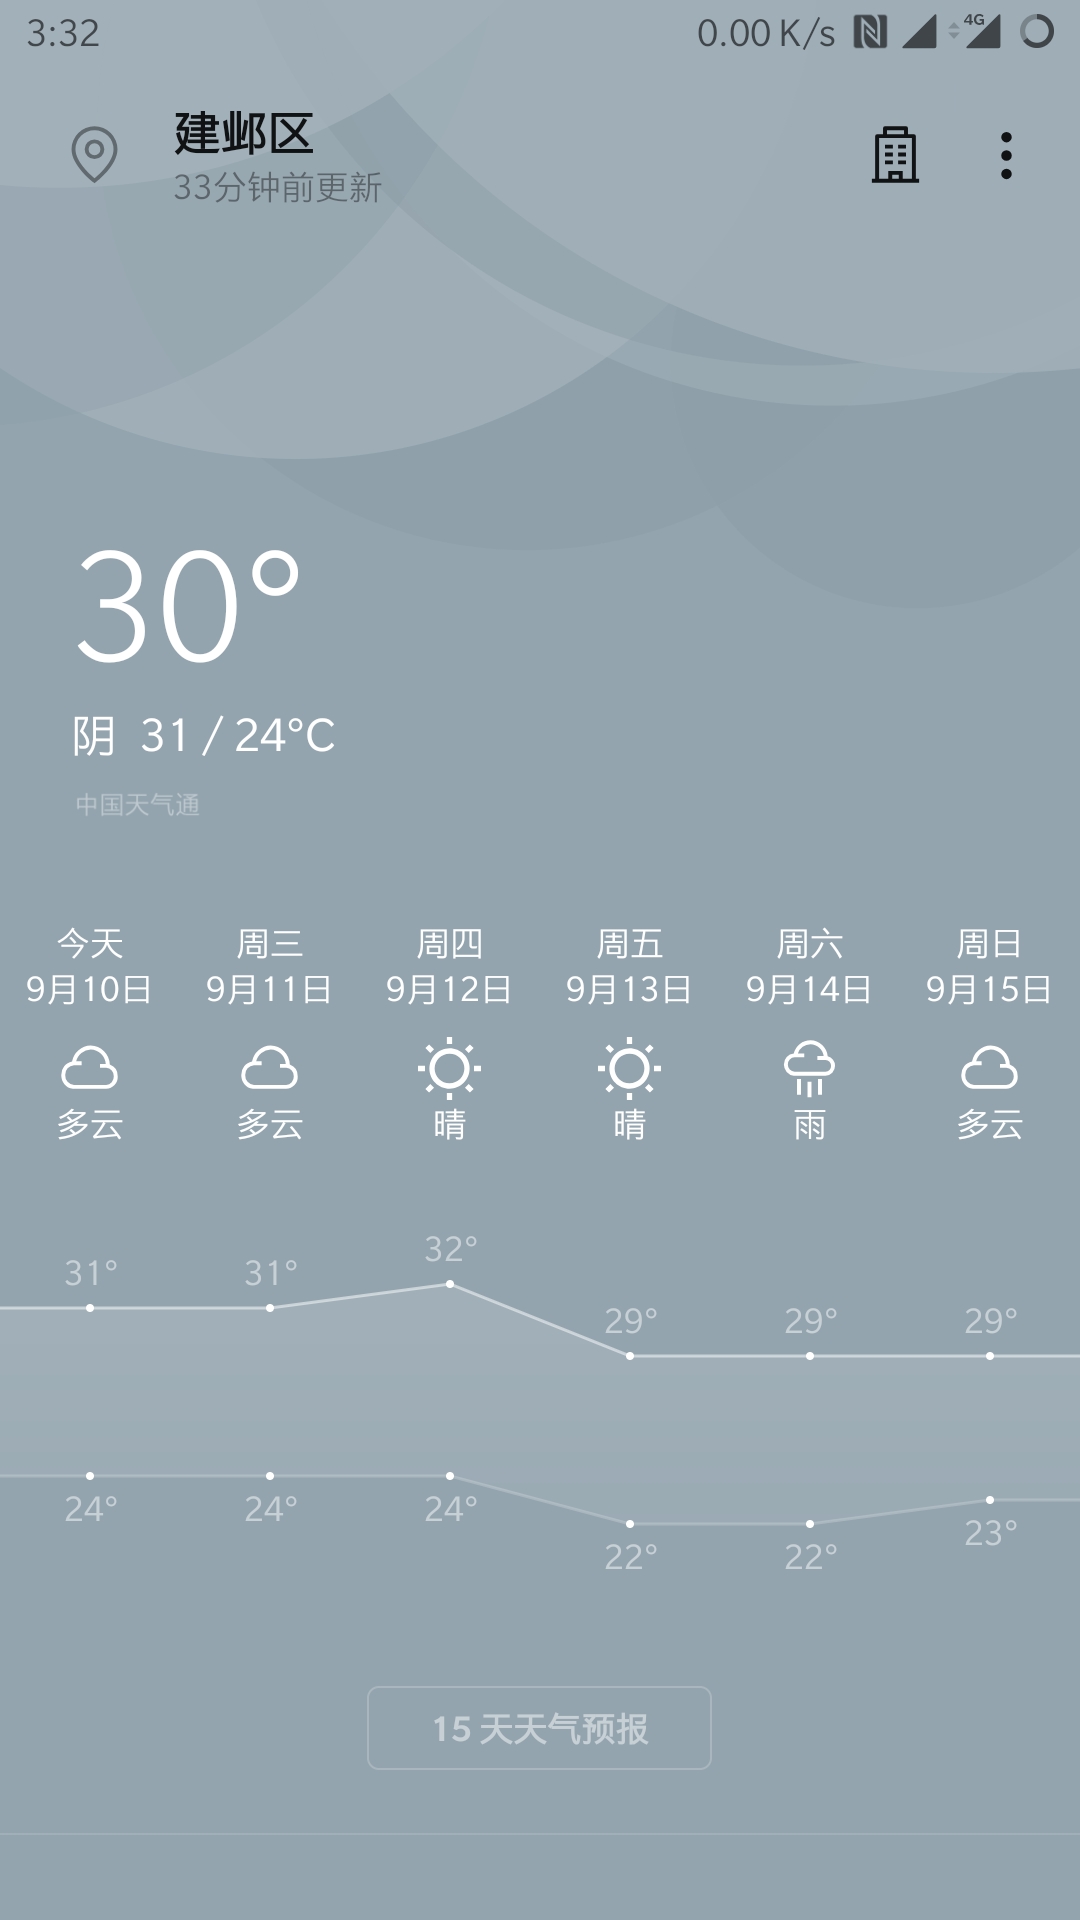 3:32
0.00 K/s
4G
建邺区
33分钟前更新
30°
阴 31 / 24°C
中国天气通
今天 周三 周四 周五 周六 周日
9月10日 9月11日 9月12日 9月13日 9月14日 9月15日
多云 多云 晴 晴 雨 多云
31° 31° 32° 29° 29° 29°
24° 24° 24° 22° 22° 23°
15 天天气预报